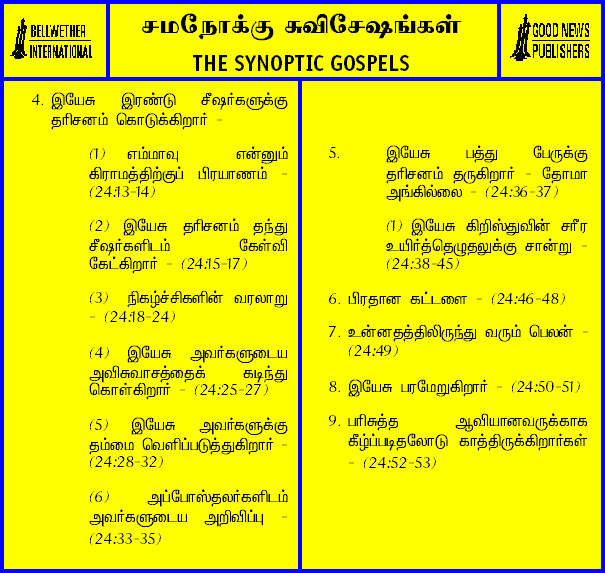 BELLWETHER
INTERNATIONAL
சமநோக்கு சுவிசேஷங்கள்
THE SYNOPTIC GOSPELS
GOOD NEWS
PUBLISHERS
4. இயேசு இரண்டு சீஷர்களுக்கு
தரிசனம் கொடுக்கிறார் -
(1) எம்மாவு என்னும்
கிராமத்திற்குப் பிரயாணம் -
(24:13-14)
(2) இயேசு தரிசனம் தந்து
சீஷர்களிடம் கேள்வி
கேட்கிறார் - (24:15-17)
(3) நிகழ்ச்சிகளின் வரலாறு
- (24:18-24)
(4) இயேசு அவர்களுடைய
அவிசுவாசத்தைக் கடிந்து
கொள்கிறார் - (24:25-27)
(5) இயேசு அவர்களுக்கு
தம்மை வெளிப்படுத்துகிறார் -
(24:28-32)
(6) அப்போஸ்தலர்களிடம்
அவர்களுடைய அறிவிப்பு -
(24:33-35)
5. இயேசு பத்து பேருக்கு
தரிசனம் தருகிறார் - தோமா
அங்கில்லை - (24:36-37)
(1) இயேசு கிறிஸ்துவின் சரீர
உயிர்த்தெழுதலுக்கு சான்று -
(24:38-45)
6. பிரதான கட்டளை - (24:46-48)
7. உன்னதத்திலிருந்து வரும் பெலன் -
(24:49)
8. இயேசு பரமேறுகிறார் - (24:50-51)
9. பரிசுத்த ஆவியானவருக்காக
கீழ்ப்படிதலோடு காத்திருக்கிறார்கள்
- (24:52-53)